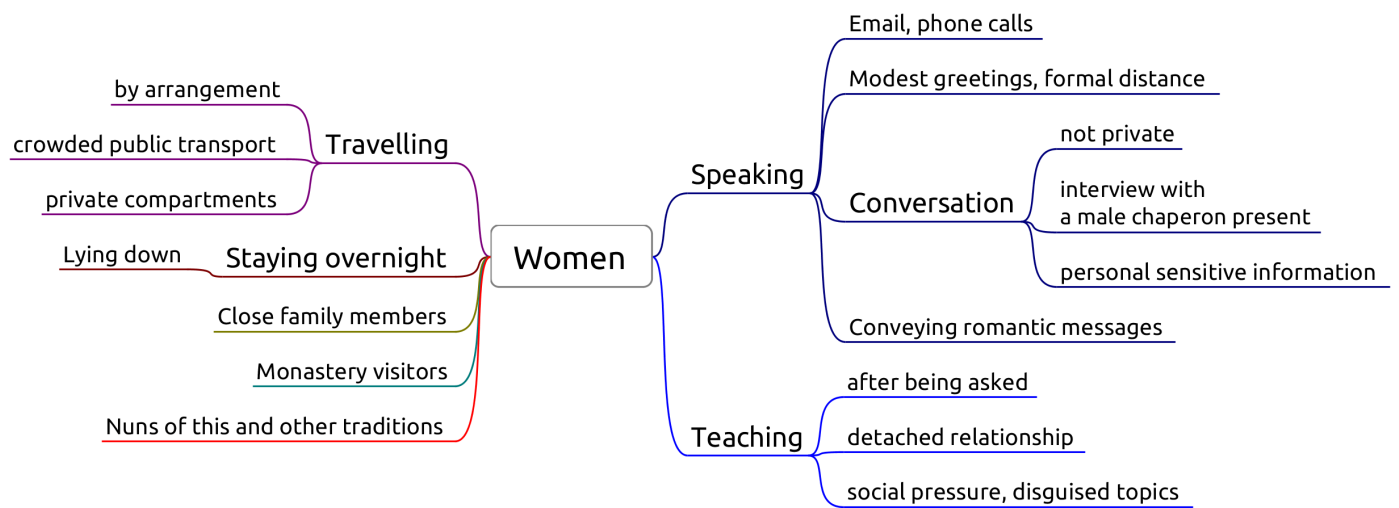 Women
Travelling
by arrangement
crowded public transport
private compartments
Staying overnight
Lying down
Close family members
Monastery visitors
Nuns of this and other traditions
Speaking
Email, phone calls
Modest greetings, formal distance
Conversation
not private
interview with
a male chaperon present
personal sensitive information
Conveying romantic messages
Teaching
after being asked
detached relationship
social pressure, disguised topics